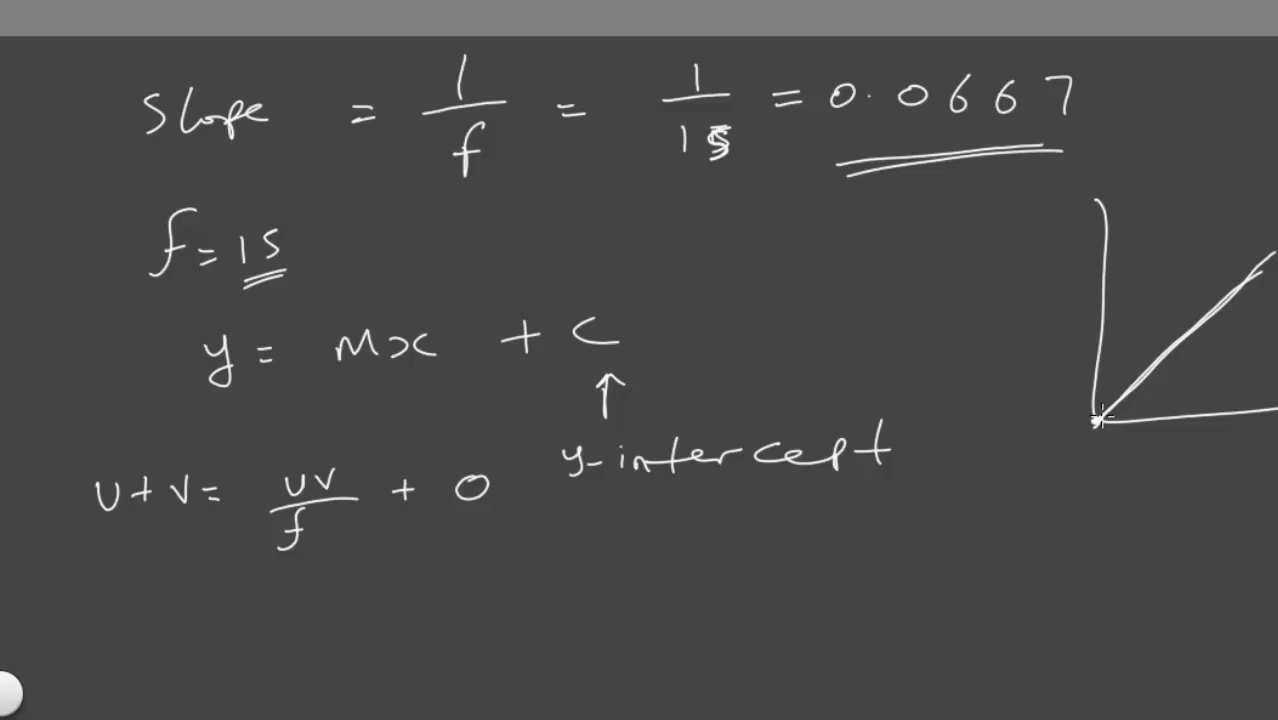 Slope = 1/f = 1/15 = 0.0667
f = 15
y = mx + c
↑
y-intercept
u + v = uv/f + 0